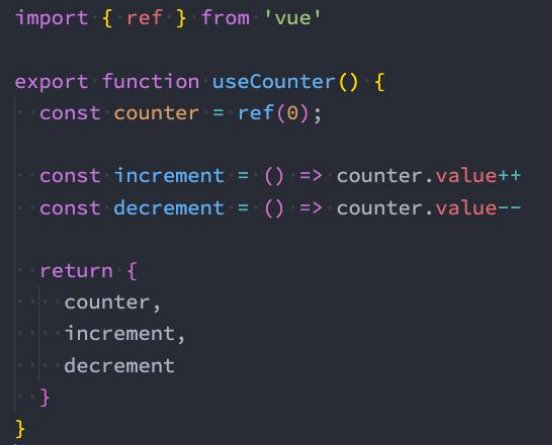 import { ref } from 'vue'

export function useCounter() {
  const counter = ref(0);

  const increment = () => counter.value++
  const decrement = () => counter.value--

  return {
    counter,
    increment,
    decrement
  }
}